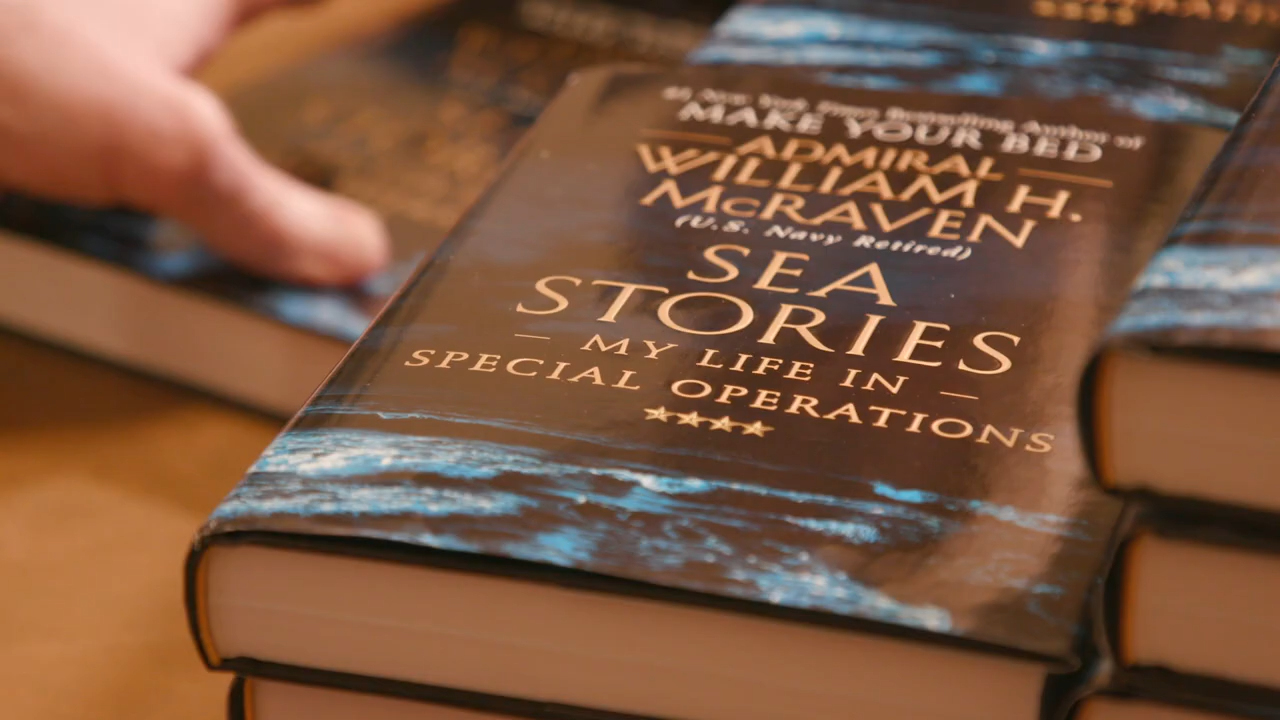 #1 New York Times Bestselling Author of
MAKE YOUR BED
ADMIRAL
WILLIAM H.
McRAVEN
(U.S. Navy Retired)
SEA
STORIES
MY LIFE IN
SPECIAL OPERATIONS